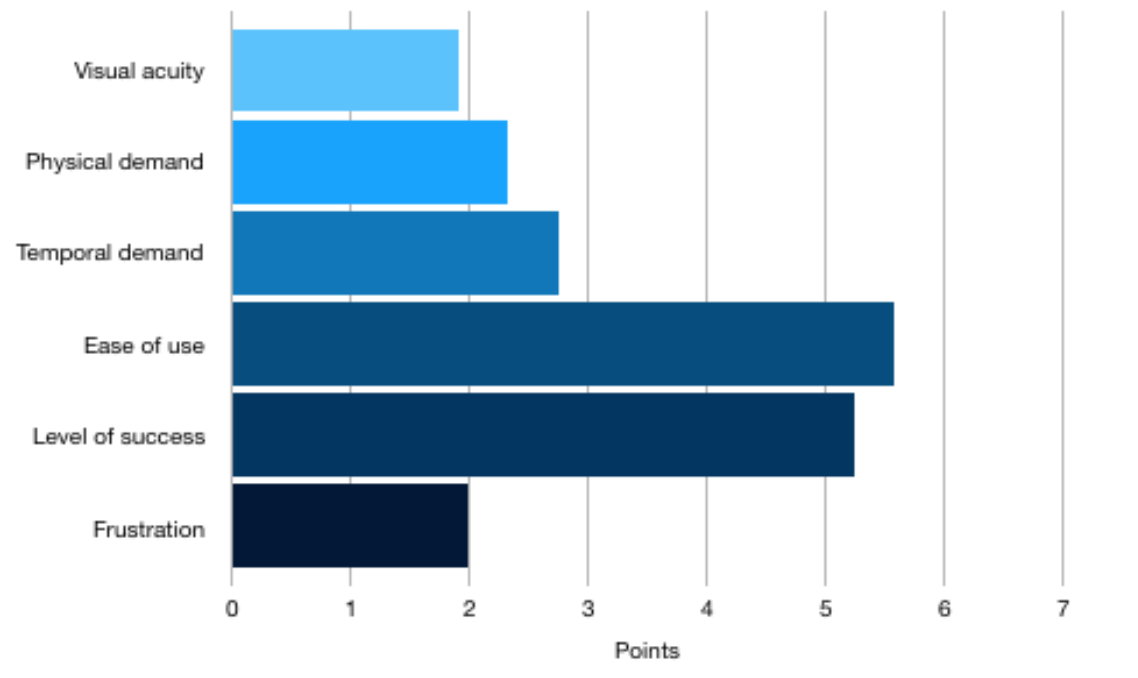 Visual acuity
Physical demand
Temporal demand
Ease of use
Level of success
Frustration
0 1 2 3 4 5 6 7
Points